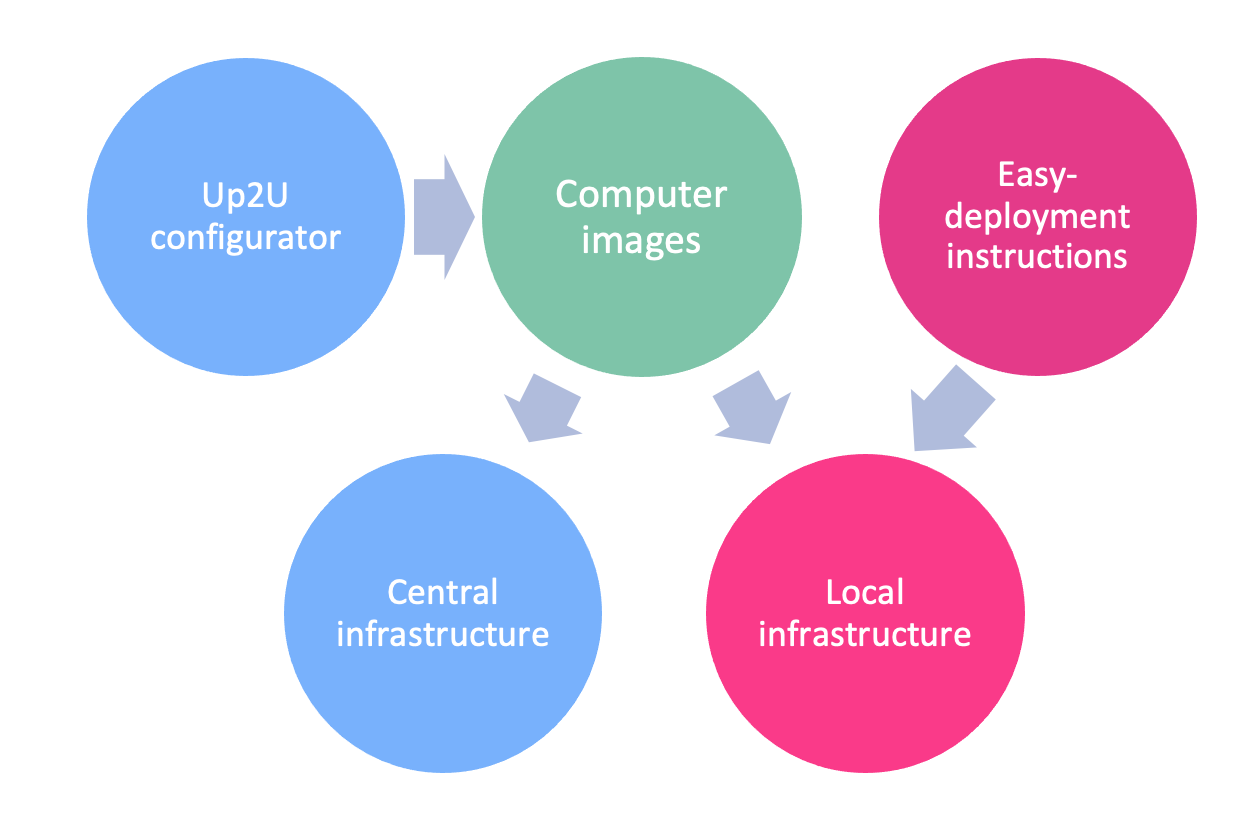 Up2U
configurator
Computer
images
Easy-
deployment
instructions
Central
infrastructure
Local
infrastructure